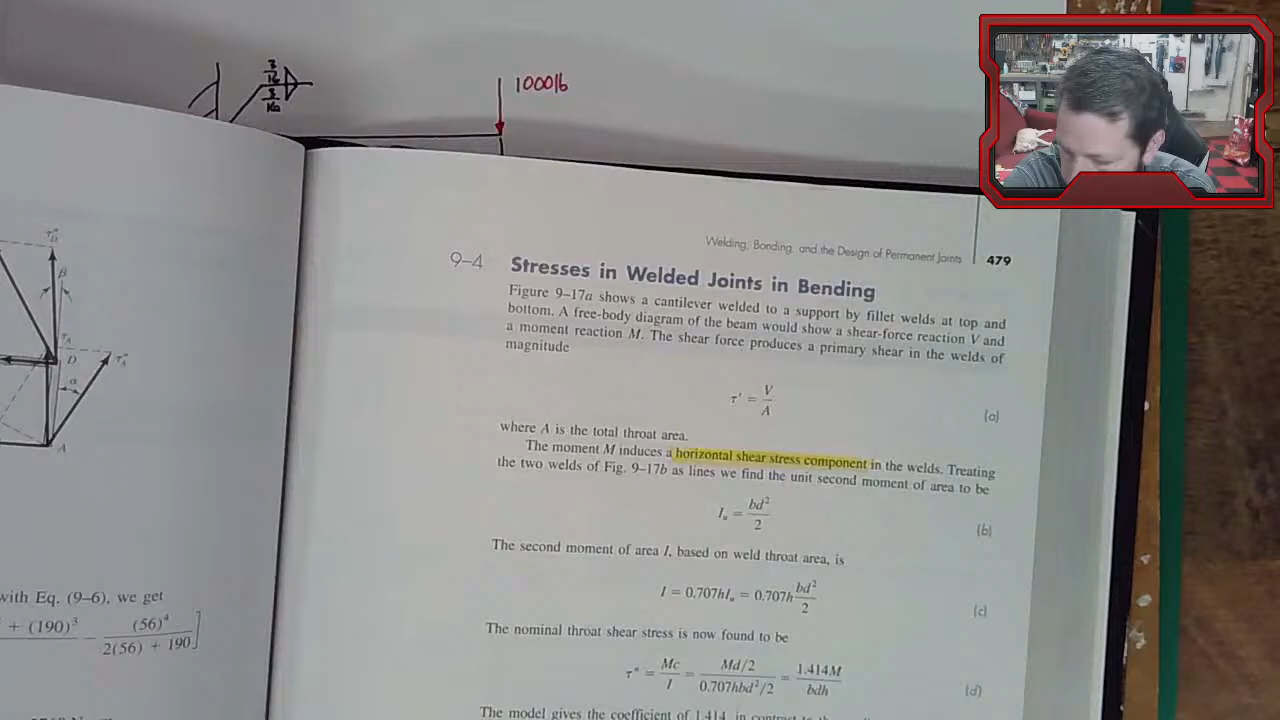 3/16
3/16
1000lb
Welding, Bonding, and the Design of Permanent Joints 479
9–4 Stresses in Welded Joints in Bending
Figure 9–17a shows a cantilever welded to a support by fillet welds at top and
bottom. A free-body diagram of the beam would show a shear-force reaction V and
a moment reaction M. The shear force produces a primary shear in the welds of
magnitude
τ′ = V/A (a)
where A is the total throat area.
The moment M induces a horizontal shear stress component in the welds. Treating
the two welds of Fig. 9–17b as lines we find the unit second moment of area to be
I_u = bd²/2 (b)
The second moment of area I, based on weld throat area, is
I = 0.707hI_u = 0.707h bd²/2 (c)
The nominal throat shear stress is now found to be
τ″ = Mc/I = Md/2 / 0.707hbd²/2 = 1.414M/bdh (d)
The model gives the coefficient of 1.414, in contrast to the
β
D
α
A
with Eq. (9–6), we get
+ (190)³ − (56)⁴ / 2(56) + 190 ]